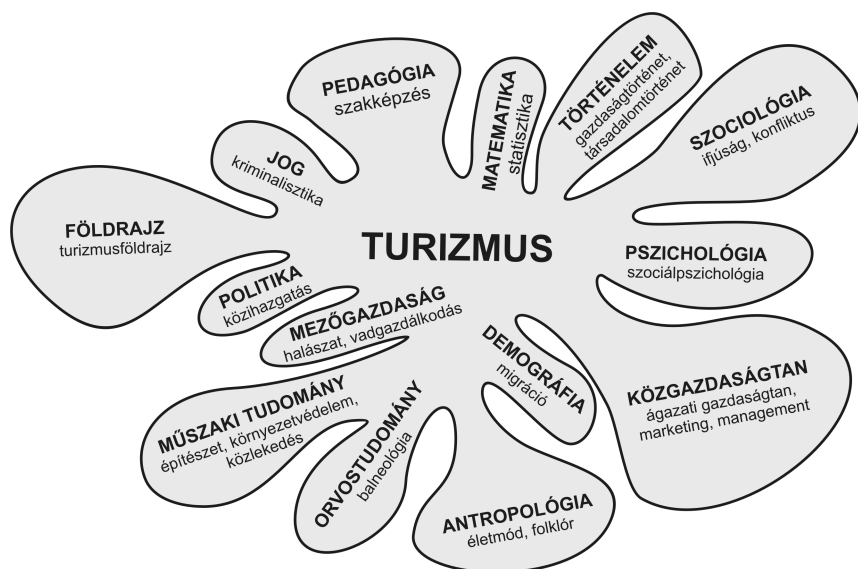 PEDAGÓGIA
szakképzés
MATEMATIKA
statisztika
TÖRTÉNELEM
gazdaságtörténet,
társadalomtörténet
SZOCIOLÓGIA
ifjúság, konfliktus
JOG
kriminalisztika
FÖLDRAJZ
turizmusföldrajz
TURIZMUS
PSZICHOLÓGIA
szociálpszichológia
POLITIKA
közihazgatás
MEZŐGAZDASÁG
halászat, vadgazdálkodás
DEMOGRÁFIA
migráció
KÖZGAZDASÁGTAN
ágazati gazdaságtan,
marketing, management
MŰSZAKI TUDOMÁNY
építészet, környezetvédelem,
közlekedés
ORVOSTUDOMÁNY
balneológia
ANTROPOLÓGIA
életmód, folklór